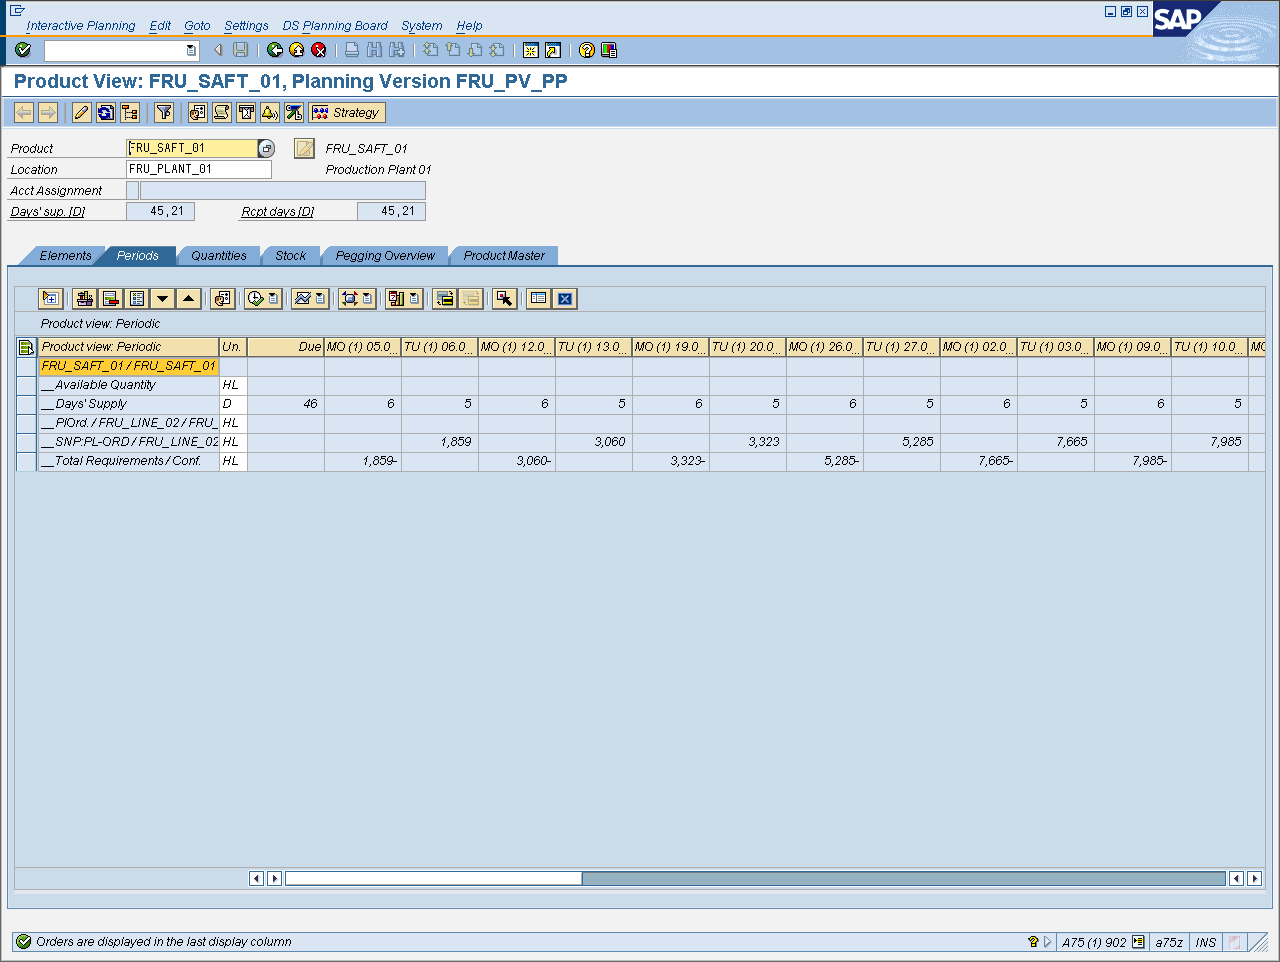 Interactive Planning Edit Goto Settings DS Planning Board System Help
SAP
Product View: FRU_SAFT_01, Planning Version FRU_PV_PP
Strategy
Product FRU_SAFT_01 FRU_SAFT_01
Location FRU_PLANT_01 Production Plant 01
Acct Assignment
Days' sup. [D] 45,21 Rcpt days [D] 45,21
Elements Periods Quantities Stock Pegging Overview Product Master
Product view: Periodic
Product view: Periodic Un. Due MO (1) 05.0... TU (1) 06.0... MO (1) 12.0... TU (1) 13.0... MO (1) 19.0... TU (1) 20.0... MO (1) 26.0... TU (1) 27.0... MO (1) 02.0... TU (1) 03.0... MO (1) 09.0... TU (1) 10.0... MO
FRU_SAFT_01 / FRU_SAFT_01
__Available Quantity HL
__Days' Supply D 46 6 5 6 5 6 5 6 5 6 5 6 5
__PlOrd. / FRU_LINE_02 / FRU_ HL
__SNP:PL-ORD / FRU_LINE_02 HL 1,859 3,060 3,323 5,285 7,665 7,985
__Total Requirements / Conf. HL 1,859- 3,060- 3,323- 5,285- 7,665- 7,985-
Orders are displayed in the last display column A75 (1) 902 a75z INS